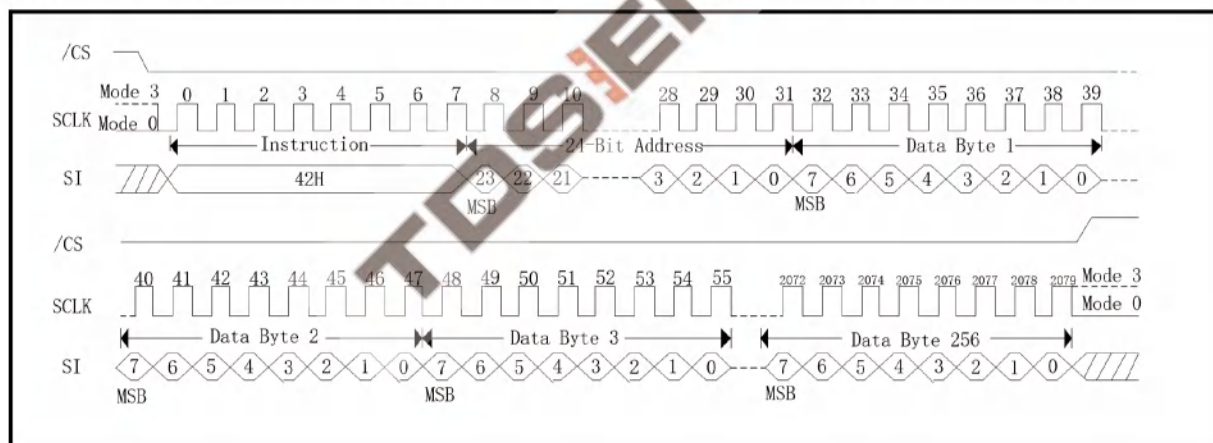 /CS
Mode 3 0 1 2 3 4 5 6 7 8 9 10 28 29 30 31 32 33 34 35 36 37 38 39
SCLK Mode 0
Instruction 24-Bit Address Data Byte 1
SI 42H 23 22 21 3 2 1 0 7 6 5 4 3 2 1 0
MSB MSB
/CS
40 41 42 43 44 45 46 47 48 49 50 51 52 53 54 55 2072 2073 2074 2075 2076 2077 2078 2079 Mode 3
SCLK Mode 0
Data Byte 2 Data Byte 3 Data Byte 256
SI 7 6 5 4 3 2 1 0 7 6 5 4 3 2 1 0 7 6 5 4 3 2 1 0
MSB MSB MSB